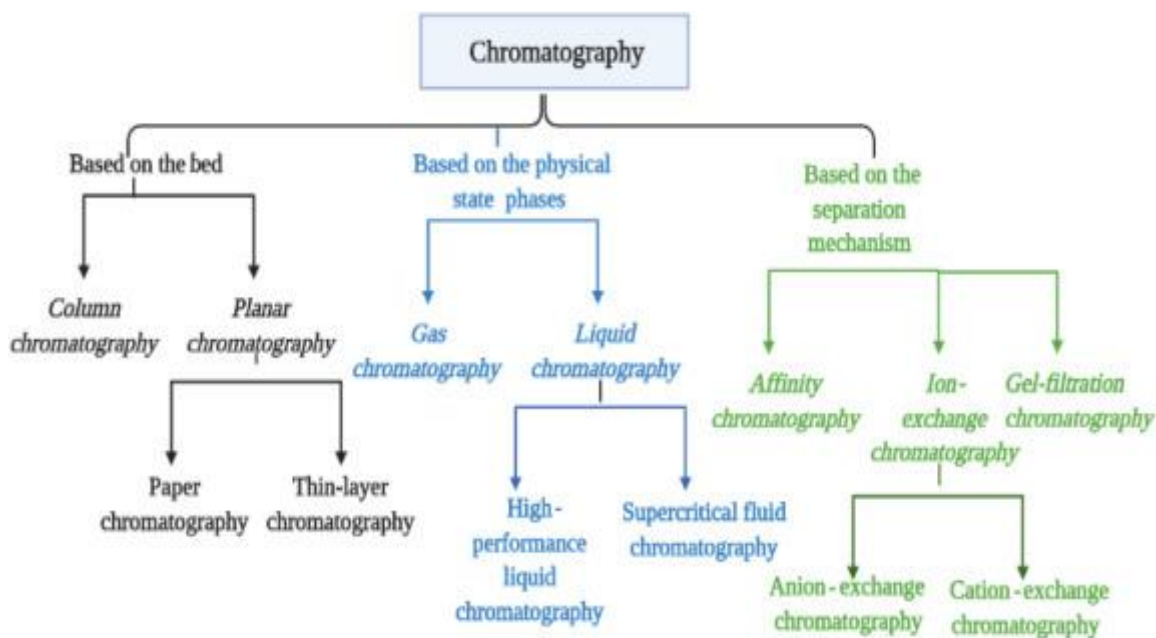 Chromatography
Based on the bed
Based on the physical
state phases
Based on the
separation
mechanism
Column
chromatography
Planar
chromatography
Gas
chromatography
Liquid
chromatography
Affinity
chromatography
Ion-
exchange
chromatography
Gel-filtration
chromatography
Paper
chromatography
Thin-layer
chromatography
High-
performance
liquid
chromatography
Supercritical fluid
chromatography
Anion-exchange
chromatography
Cation-exchange
chromatography